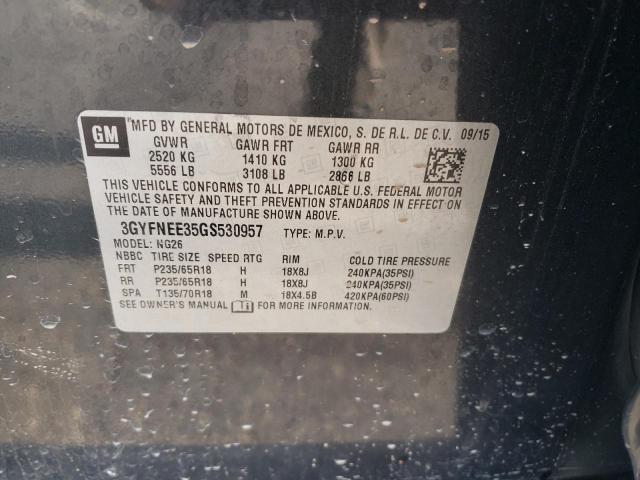 GM
"MFD BY GENERAL MOTORS DE MEXICO, S. DE R.L. DE C.V. 09/15
GVWR GAWR FRT GAWR RR
2520 KG 1410 KG 1300 KG
5556 LB 3108 LB 2866 LB
THIS VEHICLE CONFORMS TO ALL APPLICABLE U.S. FEDERAL MOTOR
VEHICLE SAFETY AND THEFT PREVENTION STANDARDS IN EFFECT ON
THE DATE OF MANUFACTURE SHOWN ABOVE.
3GYFNEE35GS530957 TYPE: M.P.V.
MODEL: NG26
NBBC TIRE SIZE SPEED RTG RIM COLD TIRE PRESSURE
FRT P235/65R18 H 18X8J 240KPA(35PSI)
RR P235/65R18 H 18X8J 240KPA(35PSI)
SPA T135/70R18 M 18X4.5B 420KPA(60PSI)
SEE OWNER'S MANUAL FOR MORE INFORMATION.